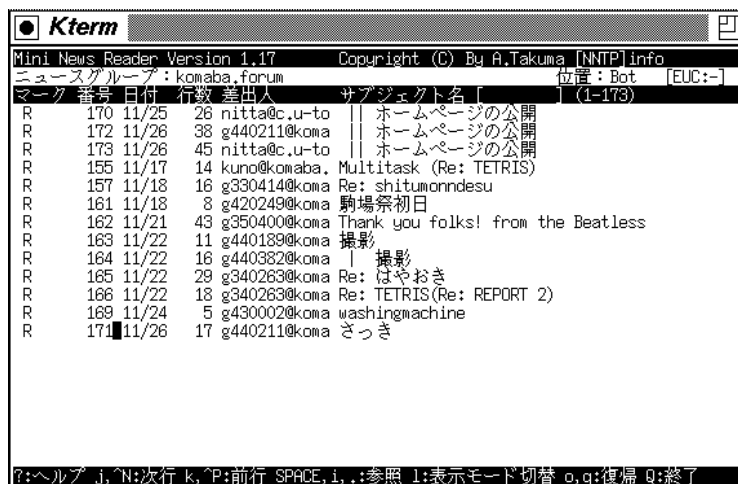 Kterm
Mini News Reader Version 1.17 Copyright (C) By A.Takuma [NNTP]info
ニュースグループ：komaba.forum 位置：Bot [EUC:-]
マーク 番号 日付 行数 差出人 サブジェクト名 [ ] (1-173)
R 170 11/25 26 nitta@c.u-to || ホームページの公開
R 172 11/26 38 g440211@koma || ホームページの公開
R 173 11/26 45 nitta@c.u-to || ホームページの公開
R 155 11/17 14 kuno@komaba. Multitask (Re: TETRIS)
R 157 11/18 16 g330414@koma Re: shitumonndesu
R 161 11/18 8 g420249@koma 駒場祭初日
R 162 11/21 43 g350400@koma Thank you folks! from the Beatless
R 163 11/22 11 g440189@koma 撮影
R 164 11/22 16 g440382@koma | 撮影
R 165 11/22 29 g340263@koma Re: はやおき
R 166 11/22 18 g340263@koma Re: TETRIS(Re: REPORT 2)
R 169 11/24 5 g430002@koma washingmachine
R 171 11/26 17 g440211@koma さっき
?:ヘルプ j,^N:次行 k,^P:前行 SPACE,i,.:参照 l:表示モード切替 o,q:復帰 Q:終了